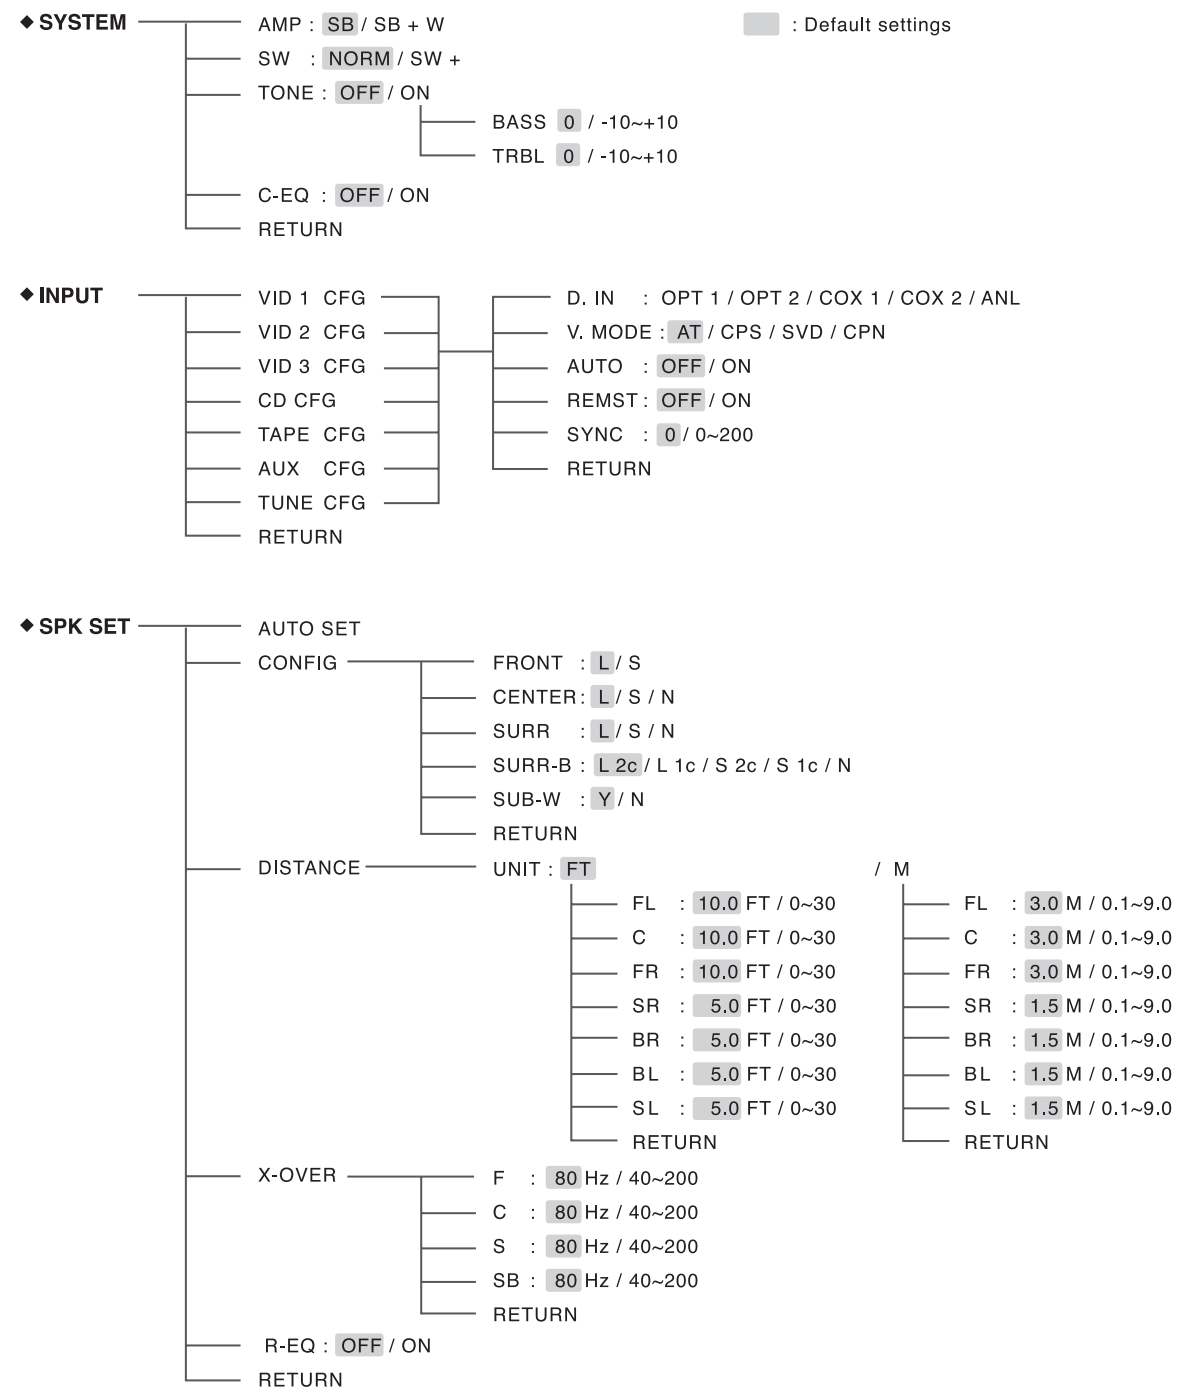 ◆ SYSTEM AMP : SB / SB + W : Default settings
SW : NORM / SW +
TONE : OFF / ON
BASS 0 / -10~+10
TRBL 0 / -10~+10
C-EQ : OFF / ON
RETURN
◆ INPUT VID 1 CFG D. IN : OPT 1 / OPT 2 / COX 1 / COX 2 / ANL
VID 2 CFG V. MODE : AT / CPS / SVD / CPN
VID 3 CFG AUTO : OFF / ON
CD CFG REMST : OFF / ON
TAPE CFG SYNC : 0 / 0~200
AUX CFG RETURN
TUNE CFG
RETURN
◆ SPK SET AUTO SET
CONFIG FRONT : L / S
CENTER : L / S / N
SURR : L / S / N
SURR-B : L 2c / L 1c / S 2c / S 1c / N
SUB-W : Y / N
RETURN
DISTANCE UNIT : FT / M
FL : 10.0 FT / 0~30 FL : 3.0 M / 0.1~9.0
C : 10.0 FT / 0~30 C : 3.0 M / 0.1~9.0
FR : 10.0 FT / 0~30 FR : 3.0 M / 0.1~9.0
SR : 5.0 FT / 0~30 SR : 1.5 M / 0.1~9.0
BR : 5.0 FT / 0~30 BR : 1.5 M / 0.1~9.0
BL : 5.0 FT / 0~30 BL : 1.5 M / 0.1~9.0
SL : 5.0 FT / 0~30 SL : 1.5 M / 0.1~9.0
RETURN RETURN
X-OVER F : 80 Hz / 40~200
C : 80 Hz / 40~200
S : 80 Hz / 40~200
SB : 80 Hz / 40~200
RETURN
R-EQ : OFF / ON
RETURN